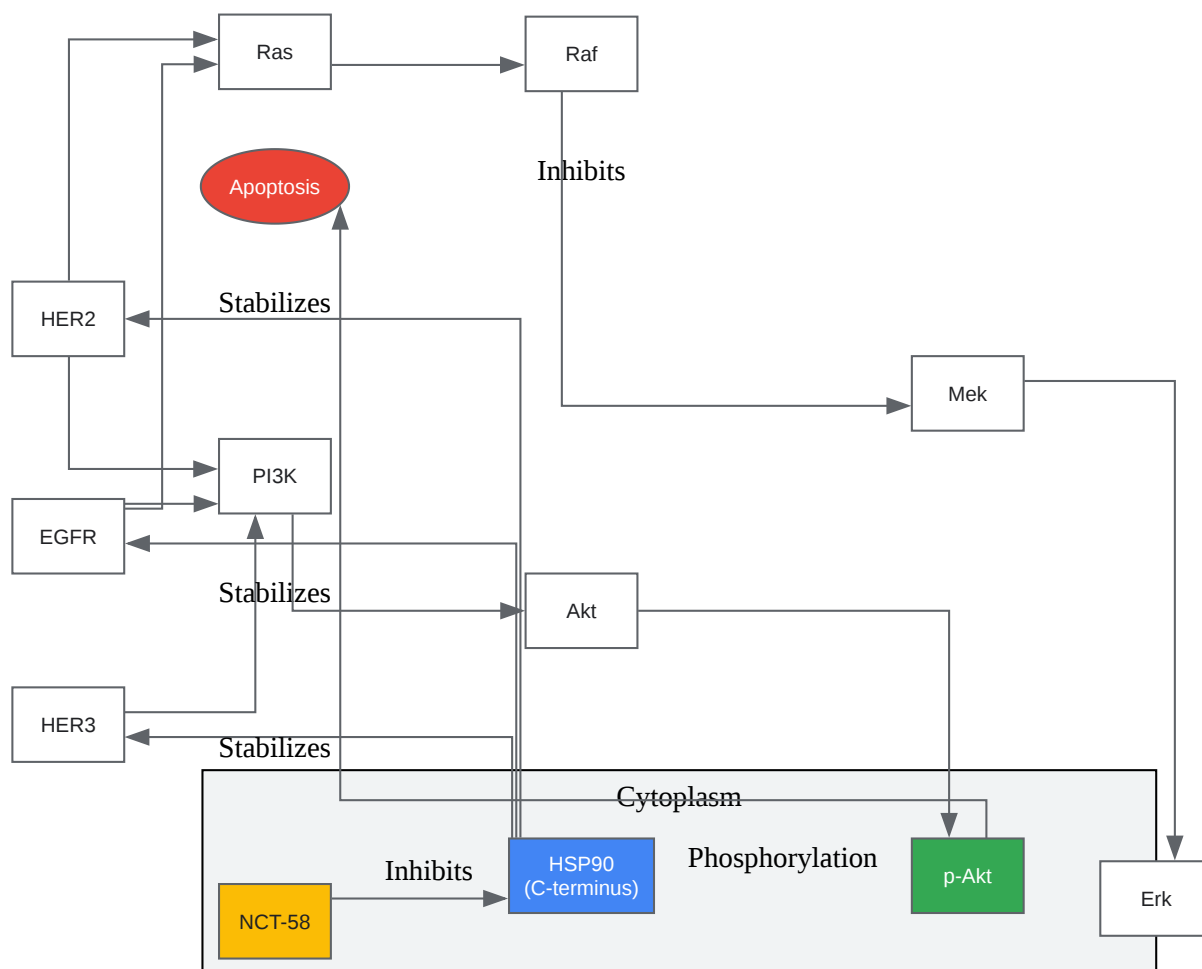 Ras
Raf
Inhibits
Apoptosis
Stabilizes
HER2
Mek
PI3K
EGFR
Stabilizes
Akt
HER3
Stabilizes
Cytoplasm
Inhibits
HSP90
(C-terminus)
Phosphorylation
p-Akt
NCT-58
Erk